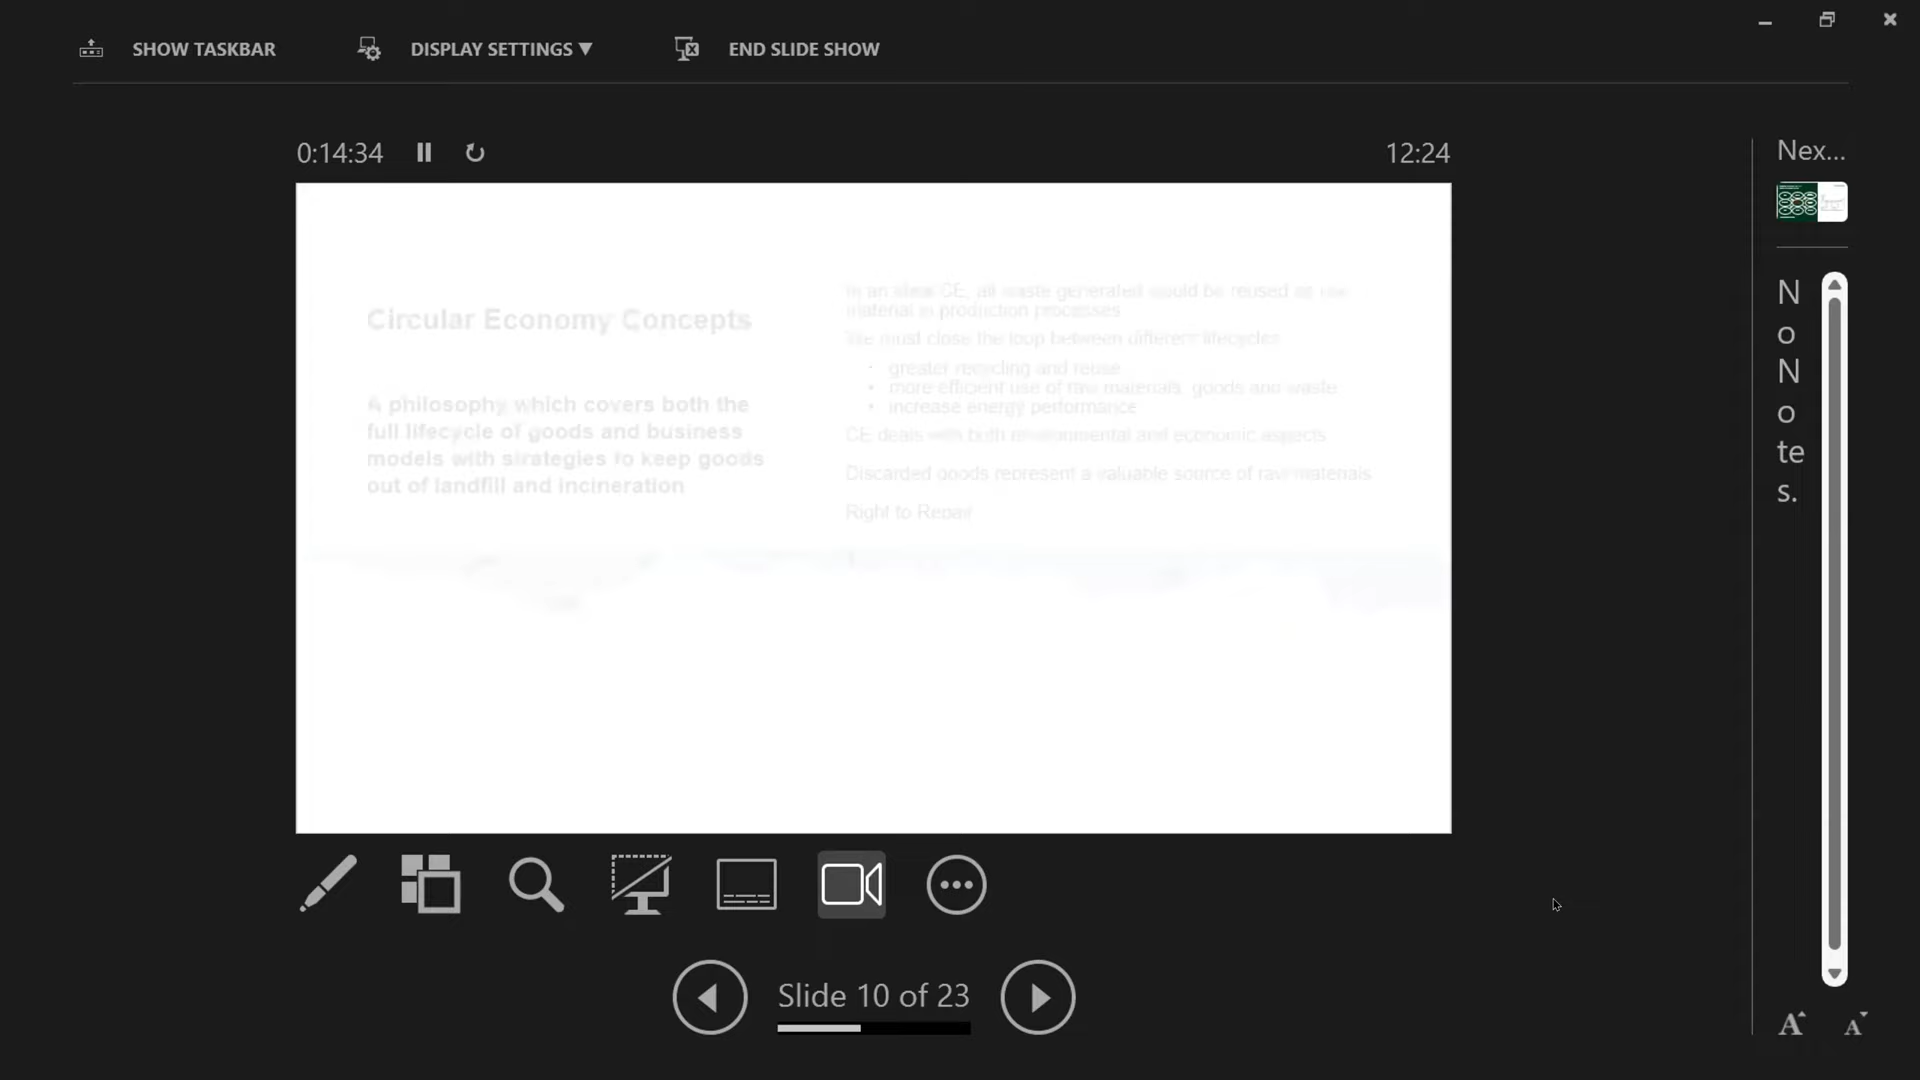 SHOW TASKBAR
DISPLAY SETTINGS ▼
END SLIDE SHOW
0:14:34
12:24
Nex...
Circular Economy Concepts
A philosophy which covers both the
full lifecycle of goods and business
models with strategies to keep goods
out of landfill and incineration
In an ideal CE, all waste generated would be reused as raw
material in production processes
We must close the loop between different lifecycles
• greater recycling and reuse
• more efficient use of raw materials, goods and waste
• increase energy performance
CE deals with both environmental and economic aspects
Discarded goods represent a valuable source of raw materials
Right to Repair
N
o
N
o
te
s.
Slide 10 of 23
A A